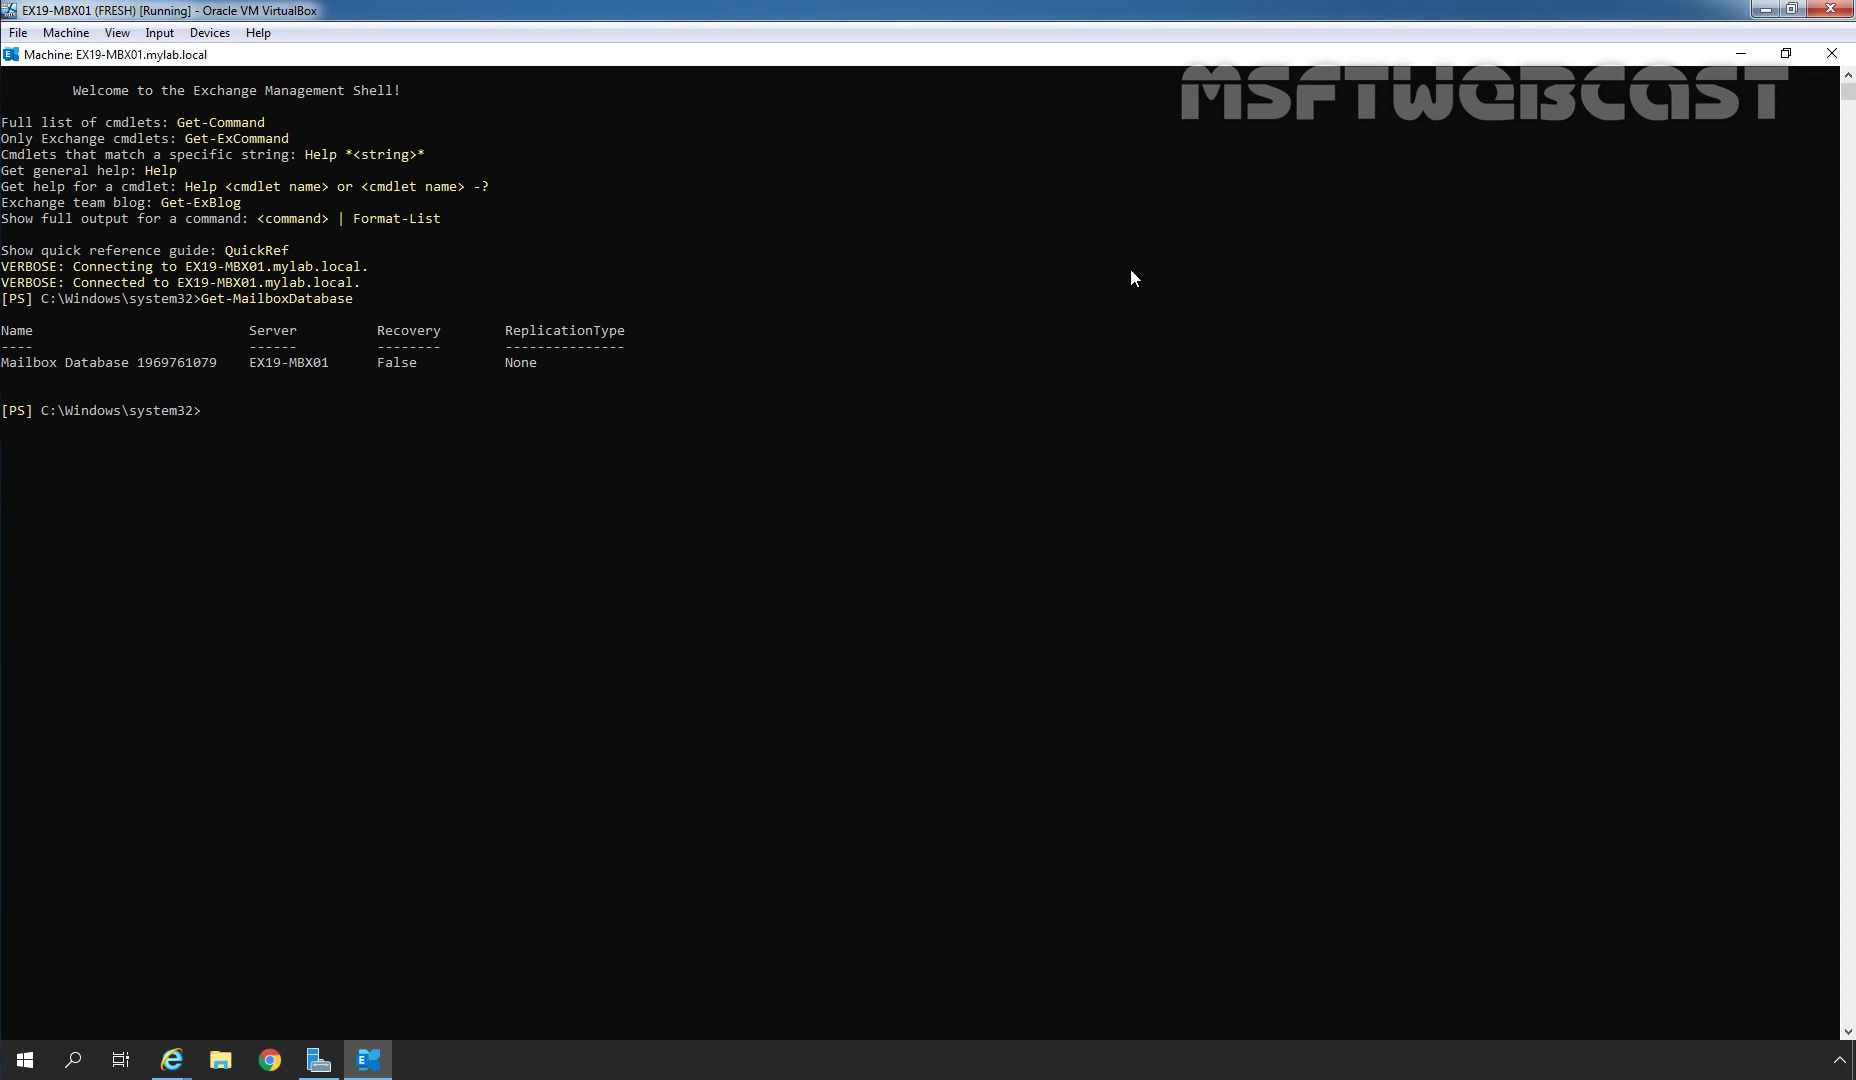 EX19-MBX01 (FRESH) [Running] - Oracle VM VirtualBox
File Machine View Input Devices Help
Machine: EX19-MBX01.mylab.local
MSFTWEBCAST
Welcome to the Exchange Management Shell!
Full list of cmdlets: Get-Command
Only Exchange cmdlets: Get-ExCommand
Cmdlets that match a specific string: Help *<string>*
Get general help: Help
Get help for a cmdlet: Help <cmdlet name> or <cmdlet name> -?
Exchange team blog: Get-ExBlog
Show full output for a command: <command> | Format-List
Show quick reference guide: QuickRef
VERBOSE: Connecting to EX19-MBX01.mylab.local.
VERBOSE: Connected to EX19-MBX01.mylab.local.
[PS] C:\Windows\system32>Get-MailboxDatabase
Name Server Recovery ReplicationType
---- ------ -------- ---------------
Mailbox Database 1969761079 EX19-MBX01 False None
[PS] C:\Windows\system32>